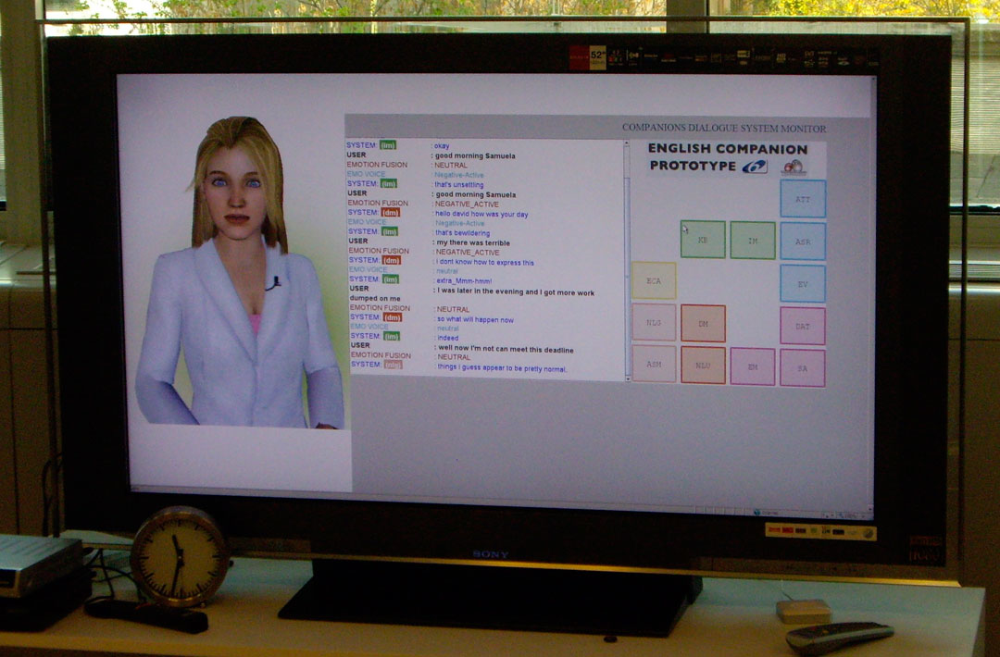 52"
COMPANIONS DIALOGUE SYSTEM MONITOR
ENGLISH COMPANION
PROTOTYPE
SYSTEM: (im) : okay
USER : good morning Samuela
EMOTION FUSION : NEUTRAL
EMO VOICE : Negative-Active
SYSTEM: (im) : that's unsettling
USER : good morning Samuela
EMOTION FUSION : NEGATIVE_ACTIVE
SYSTEM: (dm) : hello david how was your day
EMO VOICE : Negative-Active
SYSTEM: (im) : that's bewildering
USER : my there was terrible
EMOTION FUSION : NEGATIVE_ACTIVE
SYSTEM: (dm) : i dont know how to express this
EMO VOICE : neutral
SYSTEM: (im) : extra_Mmm-hmm!
USER : I was later in the evening and I got more work
dumped on me
EMOTION FUSION : NEUTRAL
SYSTEM: (dm) : so what will happen now
EMO VOICE : neutral
SYSTEM: (im) : indeed
USER : well now I'm not can meet this deadline
EMOTION FUSION : NEUTRAL
SYSTEM: : things I guess appear to be pretty normal.
ATT
KB IM ASR
ECA EV
NLG DM DAT
ASM NLU EM SA
SONY